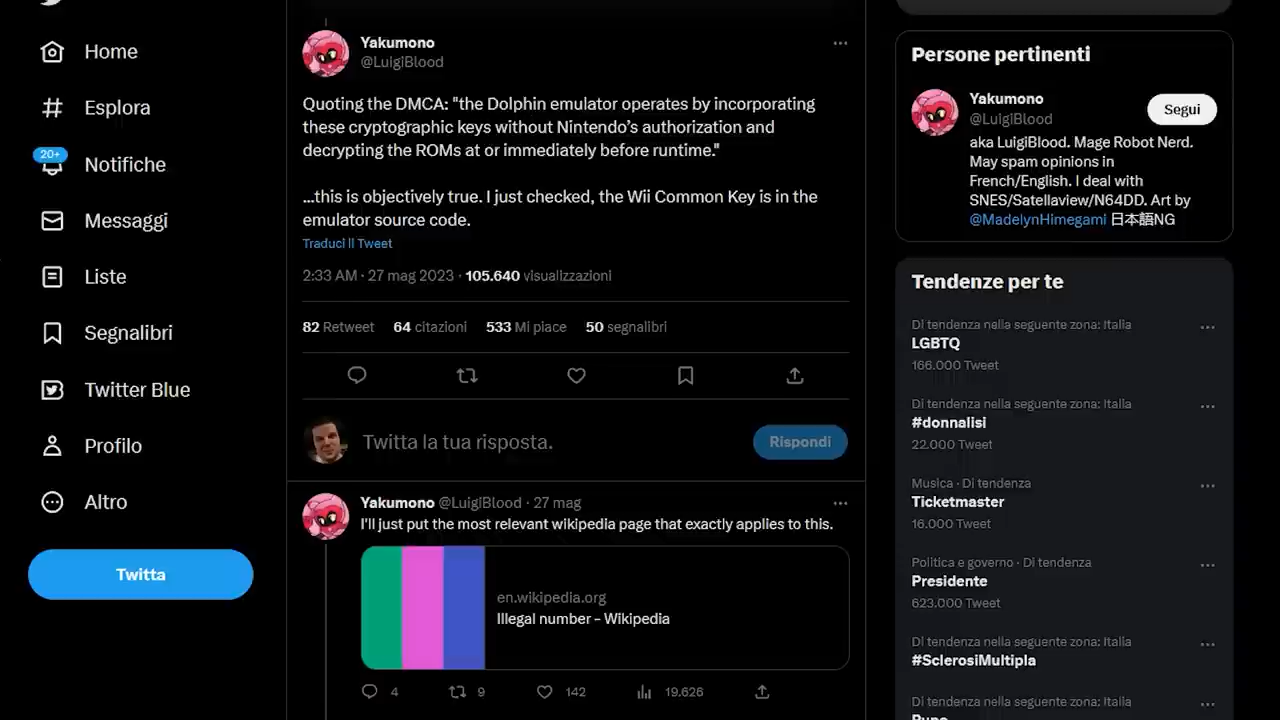 Home
Esplora
20+
Notifiche
Messaggi
Liste
Segnalibri
Twitter Blue
Profilo
Altro
Twitta
Yakumono
@LuigiBlood
Quoting the DMCA: "the Dolphin emulator operates by incorporating
these cryptographic keys without Nintendo’s authorization and
decrypting the ROMs at or immediately before runtime."
...this is objectively true. I just checked, the Wii Common Key is in the
emulator source code.
Traduci il Tweet
2:33 AM · 27 mag 2023 · 105.640 visualizzazioni
82 Retweet 64 citazioni 533 Mi piace 50 segnalibri
Twitta la tua risposta.
Rispondi
Yakumono @LuigiBlood · 27 mag
I'll just put the most relevant wikipedia page that exactly applies to this.
en.wikipedia.org
Illegal number - Wikipedia
4 9 142 19.626
Persone pertinenti
Yakumono
@LuigiBlood
Segui
aka LuigiBlood. Mage Robot Nerd.
May spam opinions in
French/English. I deal with
SNES/Satellaview/N64DD. Art by
@MadelynHimegami 日本語NG
Tendenze per te
Di tendenza nella seguente zona: Italia
LGBTQ
166.000 Tweet
Di tendenza nella seguente zona: Italia
#donnalisi
22.000 Tweet
Musica · Di tendenza
Ticketmaster
16.000 Tweet
Politica e governo · Di tendenza
Presidente
623.000 Tweet
Di tendenza nella seguente zona: Italia
#SclerosiMultipla
Di tendenza nella seguente zona: Italia